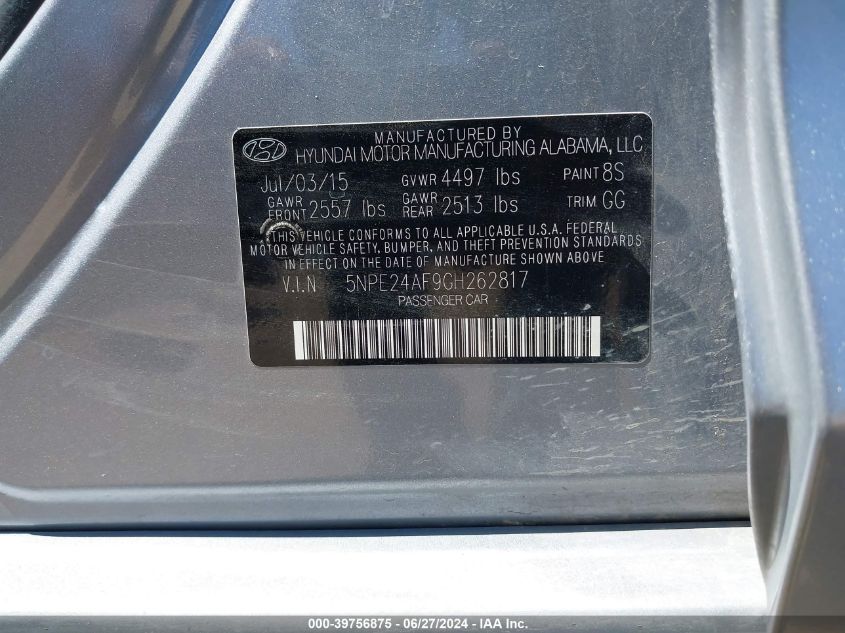 MANUFACTURED BY
HYUNDAI MOTOR MANUFACTURING ALABAMA, LLC
Jul/03/15 GVWR 4497 lbs PAINT 8S
GAWR FRONT 2557 lbs GAWR REAR 2513 lbs TRIM GG
THIS VEHICLE CONFORMS TO ALL APPLICABLE U.S.A. FEDERAL
MOTOR VEHICLE SAFETY, BUMPER, AND THEFT PREVENTION STANDARDS
IN EFFECT ON THE DATE OF MANUFACTURE SHOWN ABOVE
V.I.N 5NPE24AF9GH262817
PASSENGER CAR
000-39756875 - 06/27/2024 - IAA Inc.